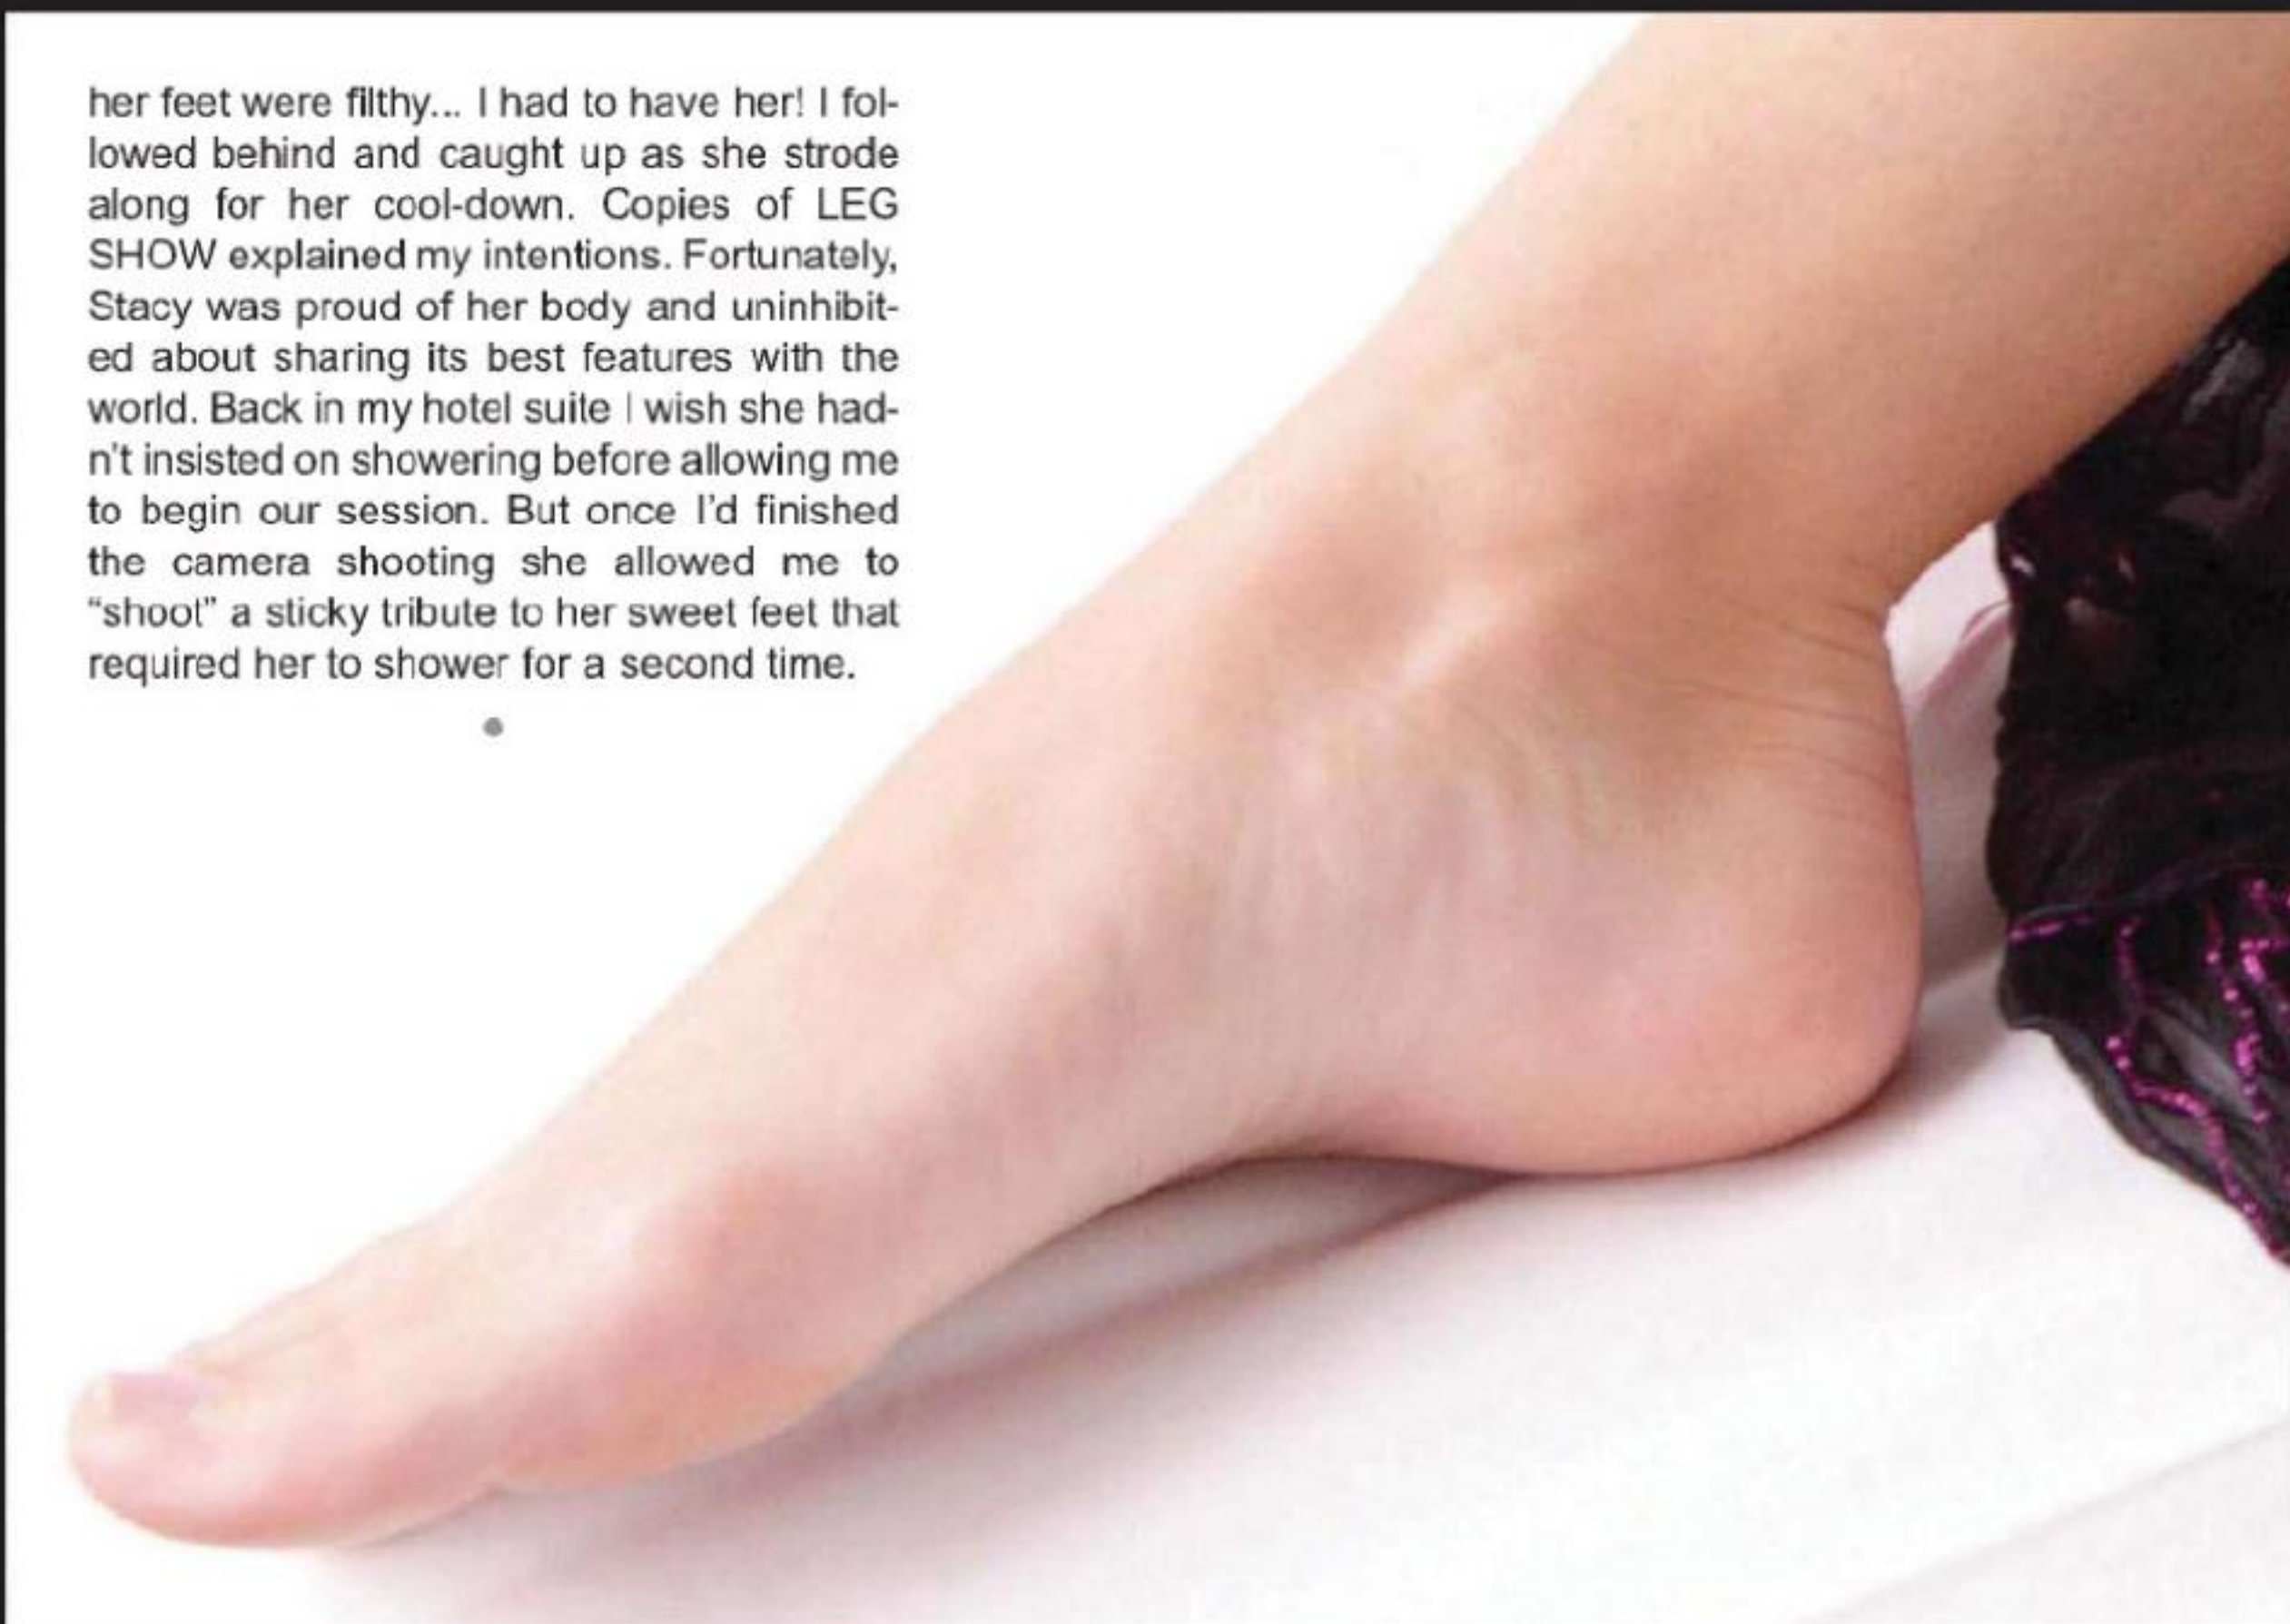 her feet were filthy... I had to have her! I fol-
lowed behind and caught up as she strode
along for her cool-down. Copies of LEG
SHOW explained my intentions. Fortunately,
Stacy was proud of her body and uninhibit-
ed about sharing its best features with the
world. Back in my hotel suite I wish she had-
n't insisted on showering before allowing me
to begin our session. But once I'd finished
the camera shooting she allowed me to
“shoot” a sticky tribute to her sweet feet that
required her to shower for a second time.